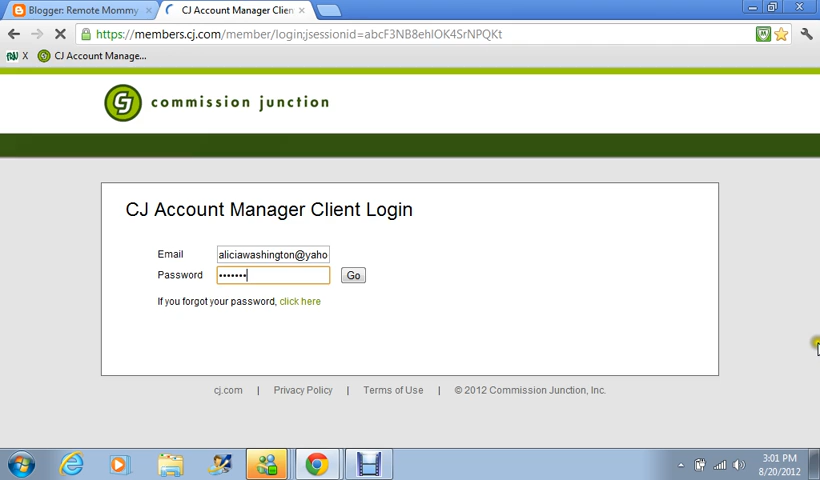 Blogger: Remote Mommy
CJ Account Manager Clien
https://members.cj.com/member/login;jsessionid=abcF3NB8ehIOK4SrNPQKt
X
CJ Account Manage...
commission junction
CJ Account Manager Client Login
Email
aliciawashington@yaho
Password
•••••••
Go
If you forgot your password, click here
cj.com | Privacy Policy | Terms of Use | © 2012 Commission Junction, Inc.
3:01 PM
8/20/2012